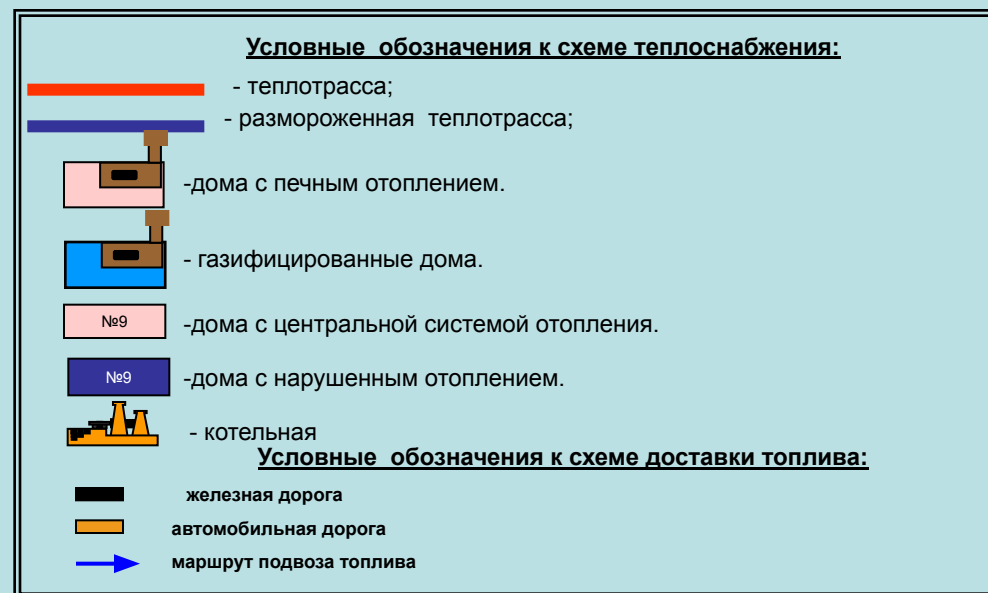 Условные обозначения к схеме теплоснабжения:
- теплотрасса;
- размороженная теплотрасса;
-дома с печным отоплением.
- газифицированные дома.
№9 -дома с центральной системой отопления.
№9 -дома с нарушенным отоплением.
- котельная
Условные обозначения к схеме доставки топлива:
железная дорога
автомобильная дорога
маршрут подвоза топлива